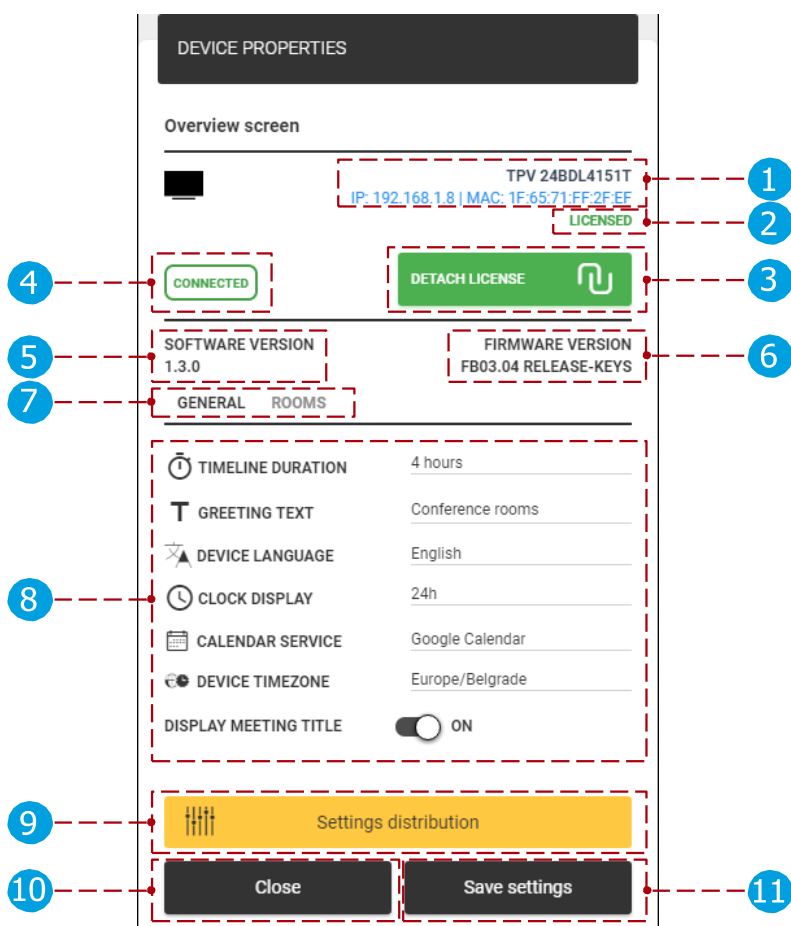 DEVICE PROPERTIES
Overview screen
TPV 24BDL4151T
1
IP: 192.168.1.8 | MAC: 1F:65:71:FF:2F:EF
LICENSED
2
4
CONNECTED
DETACH LICENSE
3
5
SOFTWARE VERSION
1.3.0
FIRMWARE VERSION
FB03.04 RELEASE-KEYS
6
7
GENERAL ROOMS
8
TIMELINE DURATION 4 hours
GREETING TEXT Conference rooms
DEVICE LANGUAGE English
CLOCK DISPLAY 24h
CALENDAR SERVICE Google Calendar
DEVICE TIMEZONE Europe/Belgrade
DISPLAY MEETING TITLE ON
9
Settings distribution
10
Close
Save settings
11